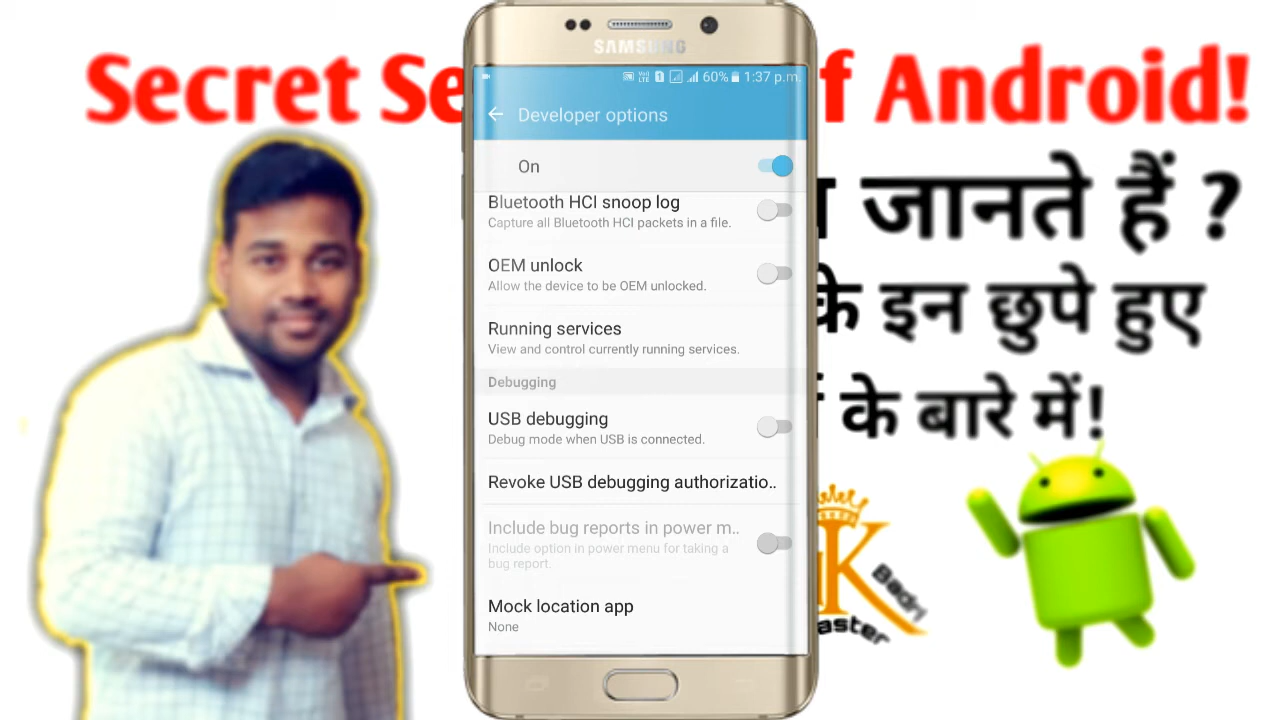 Secret Se
f Android!
SAMSUNG
60% 1:37 p.m.
Developer options
On
Bluetooth HCI snoop log
Capture all Bluetooth HCI packets in a file.
OEM unlock
Allow the device to be OEM unlocked.
Running services
View and control currently running services.
Debugging
USB debugging
Debug mode when USB is connected.
Revoke USB debugging authorizatio..
Include bug reports in power m..
Include option in power menu for taking a
bug report.
Mock location app
None
जानते हैं ?
के इन छुपे हुए
के बारे में!
K
Badri
aster